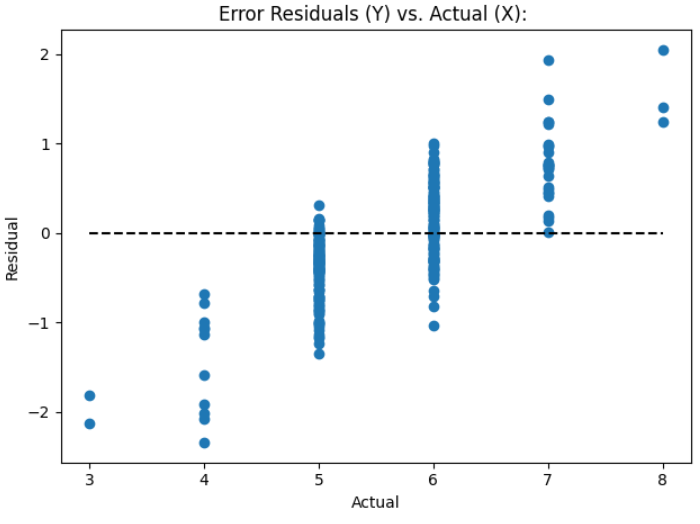 Error Residuals (Y) vs. Actual (X):
2
1
0
−1
−2
Residual
3 4 5 6 7 8
Actual